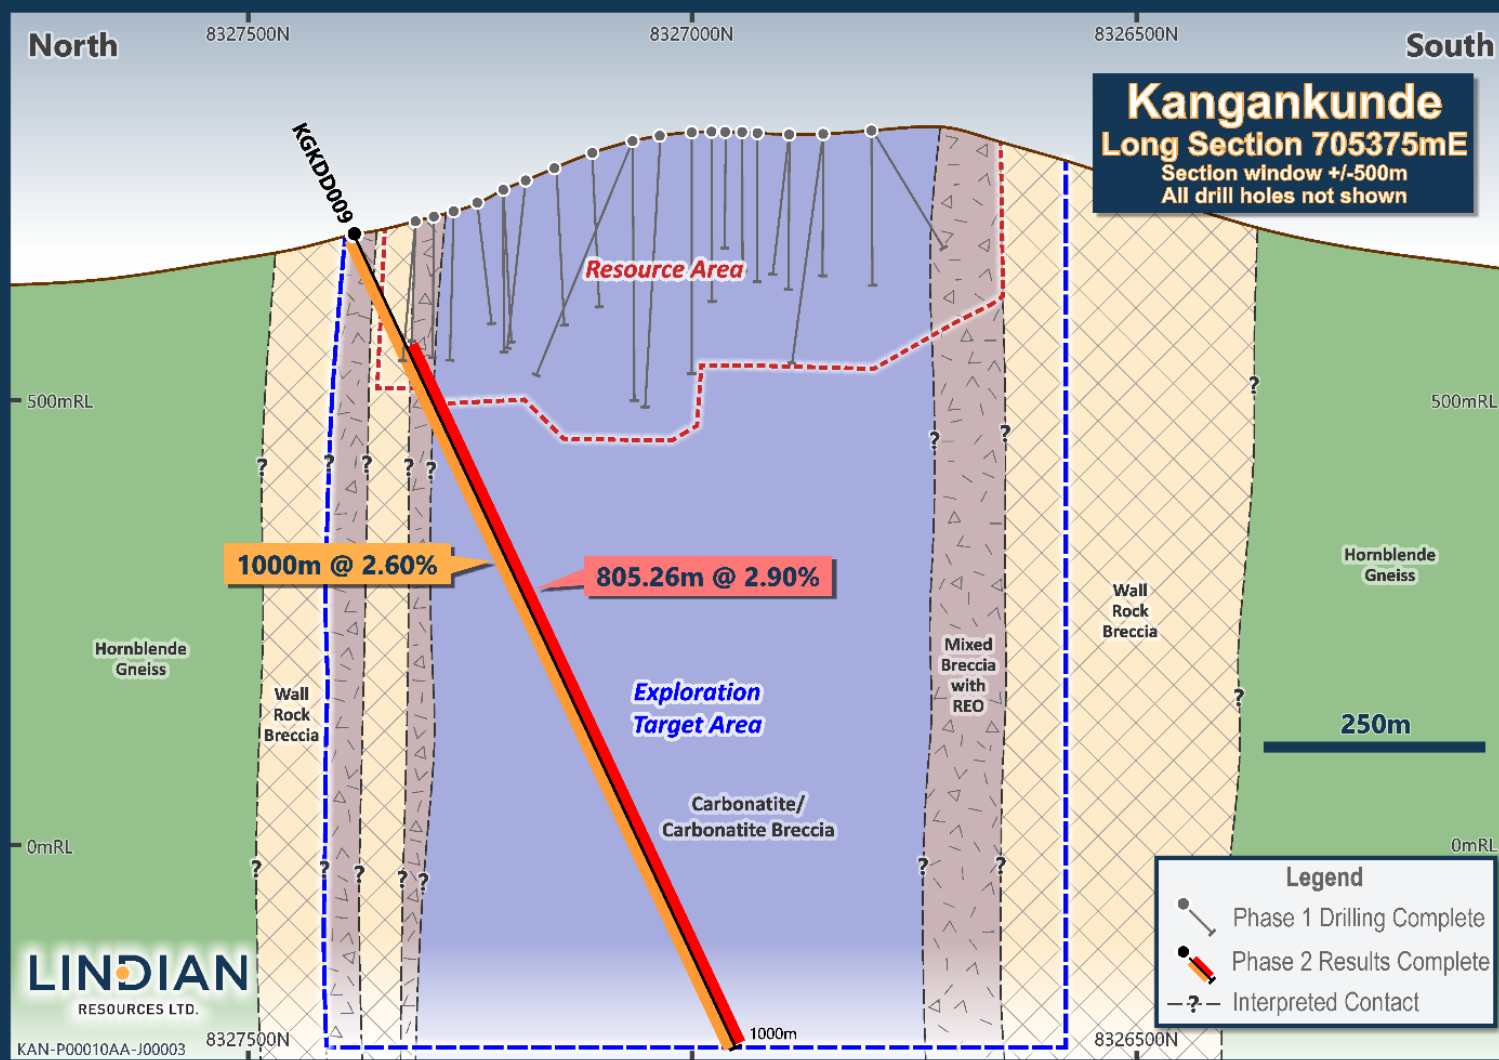 8327500N
8327000N
8326500N
North
South
Kangankunde
Long Section 705375mE
Section window +/-500m
All drill holes not shown
KGKDD009
Resource Area
500mRL
500mRL
?
?
?
?
?
?
?
?
1000m @ 2.60%
805.26m @ 2.90%
Hornblende
Gneiss
Wall
Rock
Breccia
Hornblende
Gneiss
Mixed
Breccia
with
REO
Wall
Rock
Breccia
Exploration
Target Area
?
250m
Carbonatite/
Carbonatite Breccia
0mRL
0mRL
?
?
?
?
?
?
?
Legend
Phase 1 Drilling Complete
Phase 2 Results Complete
? Interpreted Contact
LINDIAN
RESOURCES LTD.
1000m
8327500N
8326500N
KAN-P00010AA-J00003